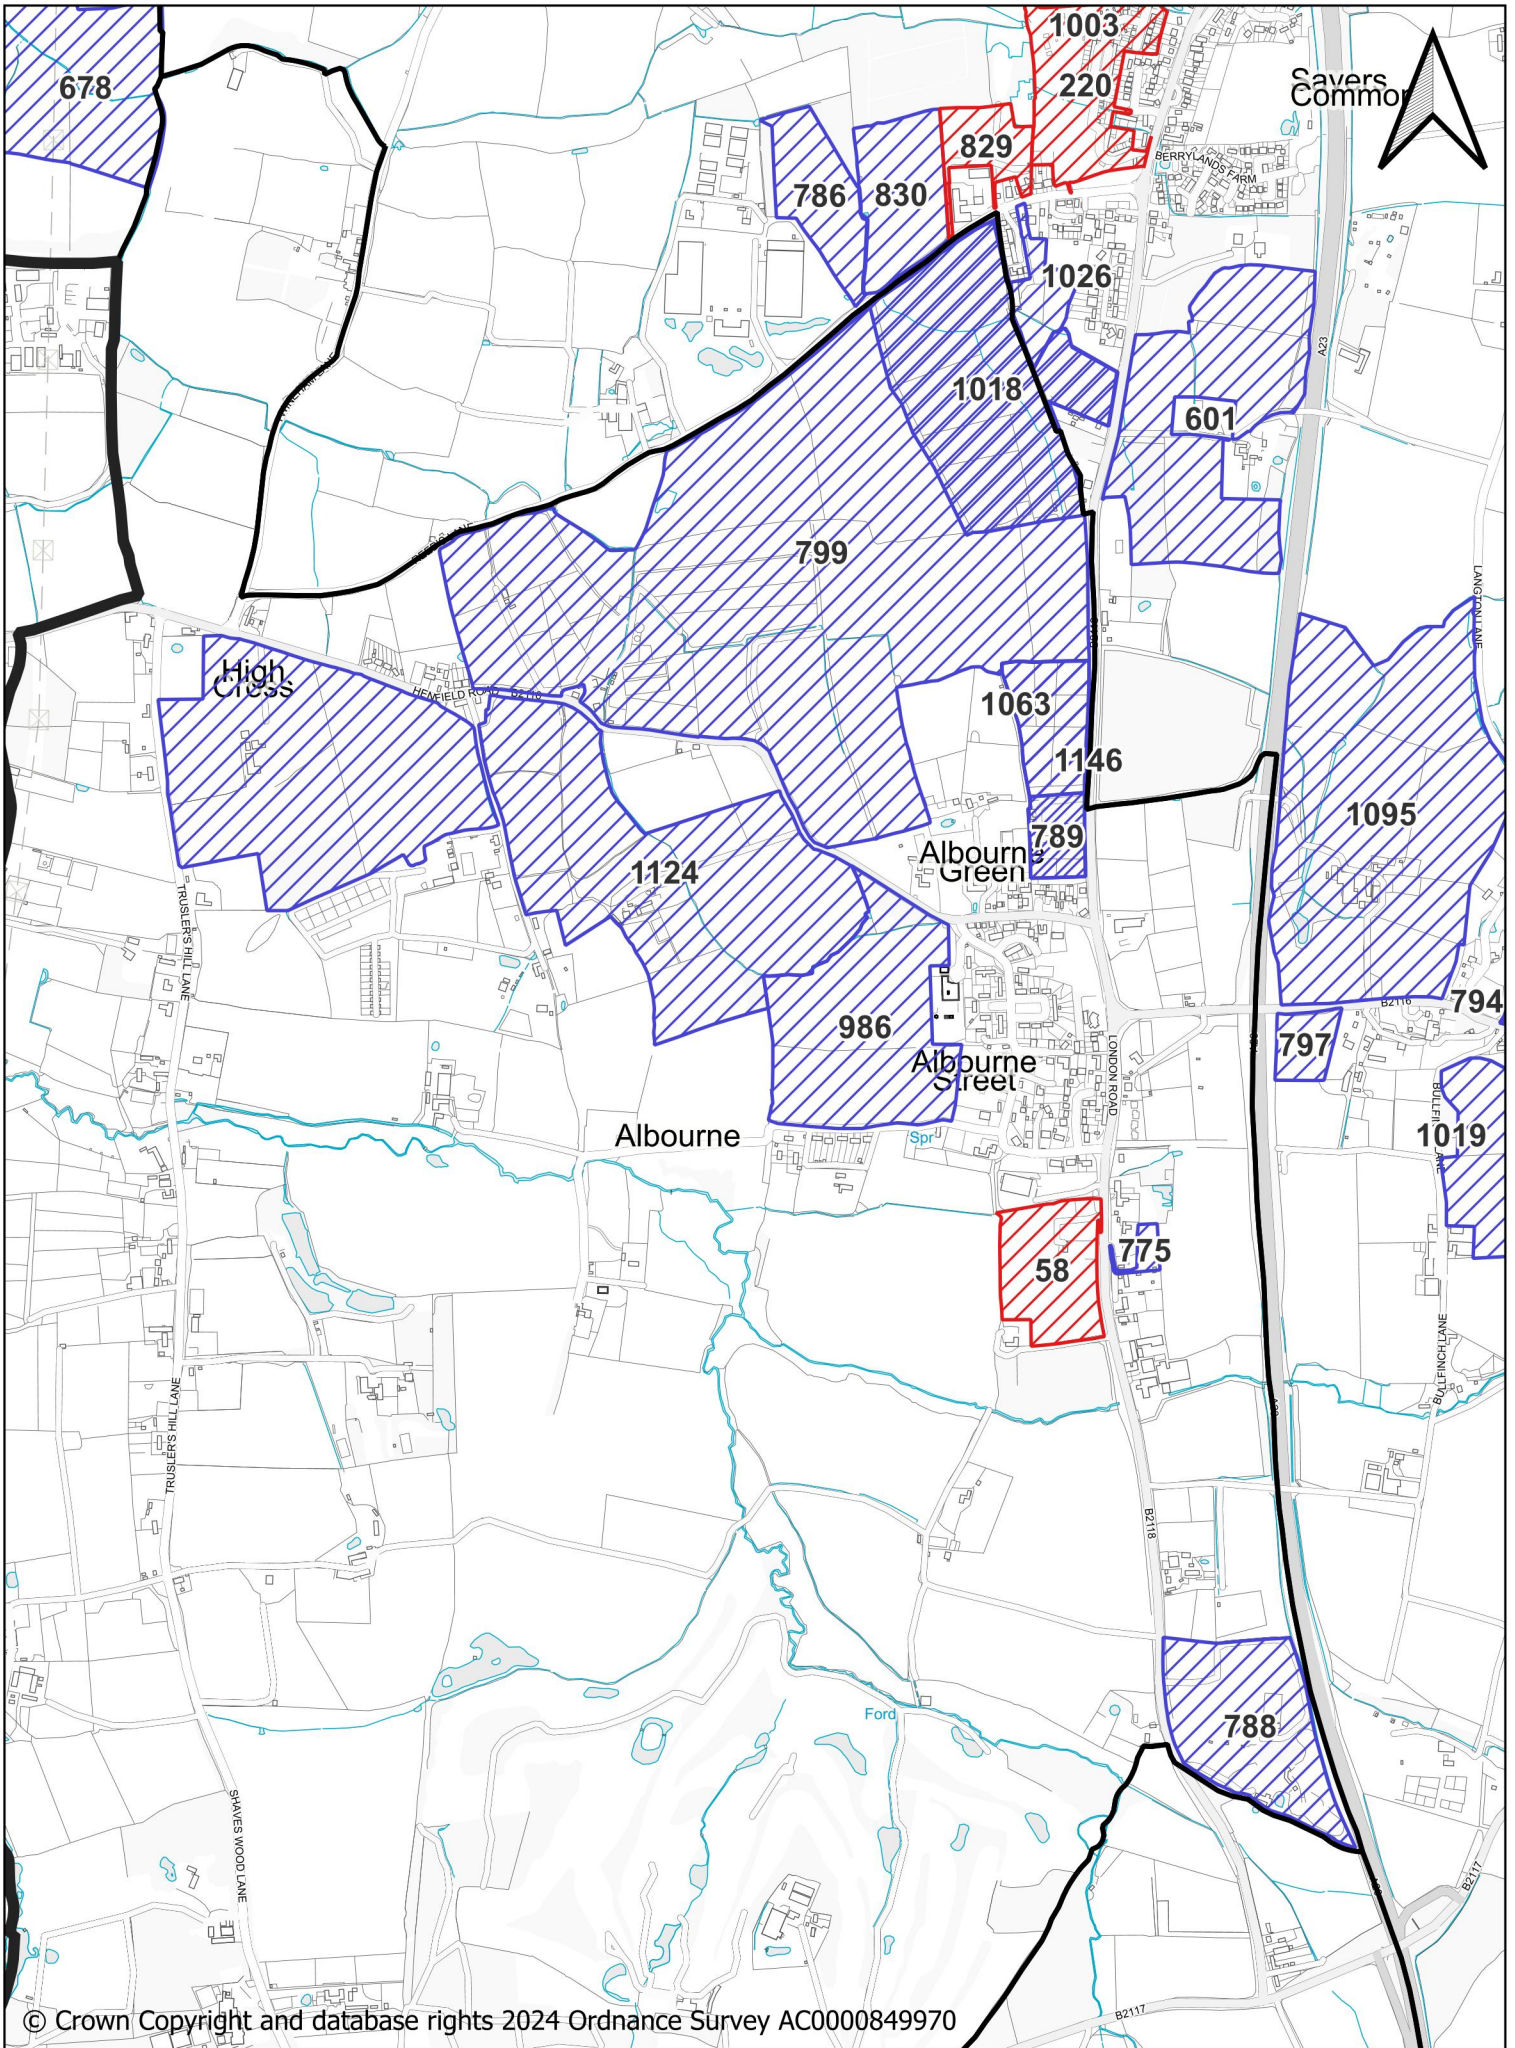 1003
678
220
Sayers
Common
829
BERRYLANDS FARM
786
830
1026
A23
1018
601
799
LANGTON LANE
High
Cross
HENFIELD ROAD
B2116
1063
1146
1095
789
Albourne
Green
1124
TRUSLER'S HILL LANE
B2116
794
986
797
LONDON ROAD
Albourne
Street
Albourne
Spr
1019
775
58
BULLFINCH LANE
TRUSLER'S HILL LANE
B2118
Ford
788
SHAVES WOOD LANE
B2117
B2117
© Crown Copyright and database rights 2024 Ordnance Survey AC0000849970